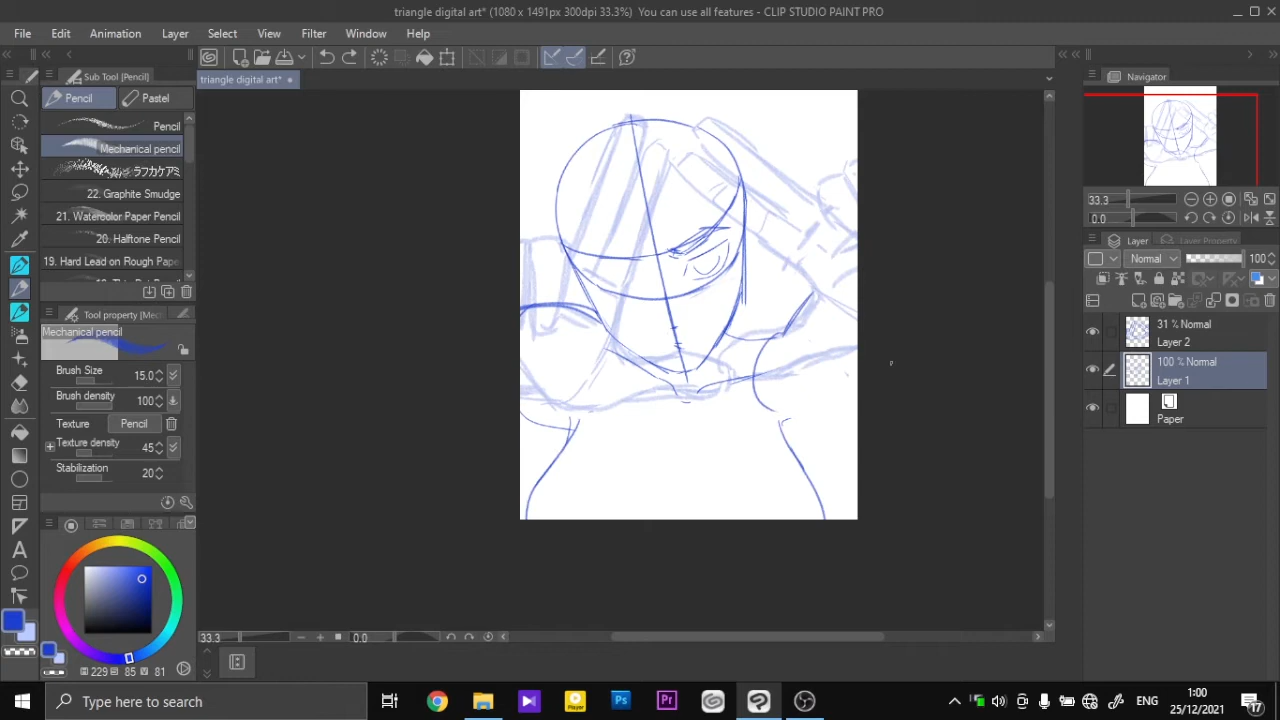 triangle digital art* (1080 x 1491px 300dpi 33.3%)  You can use all features - CLIP STUDIO PAINT PRO
File Edit Animation Layer Select View Filter Window Help
Sub Tool [Pencil]
triangle digital art*
Navigator
Pencil Pastel
Pencil
Mechanical pencil
ラフカケアミ
22. Graphite Smudge
21. Watercolor Paper Pencil
20. Halftone Pencil
19. Hard Lead on Rough Pape
33.3
0.0
Layer Layer Property
Normal 100
Tool property [Mec
Mechanical pencil
Brush Size 15.0
Brush density 100
Texture Pencil
Texture density 45
Stabilization 20
31 % Normal
Layer 2
100 % Normal
Layer 1
Paper
33.3 0.0
229 85 81
Type here to search
Player
Ps
Pr
ENG
1:00
25/12/2021
17